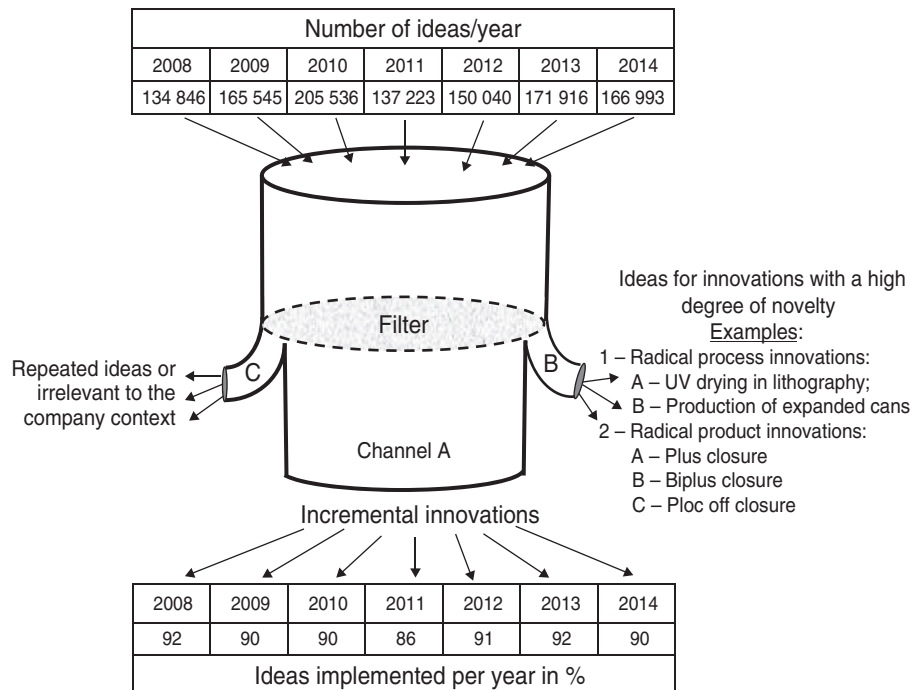 Number of ideas/year
2008 2009 2010 2011 2012 2013 2014
134 846 165 545 205 536 137 223 150 040 171 916 166 993
Filter
C
B
Repeated ideas or
irrelevant to the
company context
Ideas for innovations with a high
degree of novelty
Examples:
1 – Radical process innovations:
A – UV drying in lithography;
B – Production of expanded cans
2 – Radical product innovations:
A – Plus closure
B – Biplus closure
C – Ploc off closure
Channel A
Incremental innovations
2008 2009 2010 2011 2012 2013 2014
92 90 90 86 91 92 90
Ideas implemented per year in %